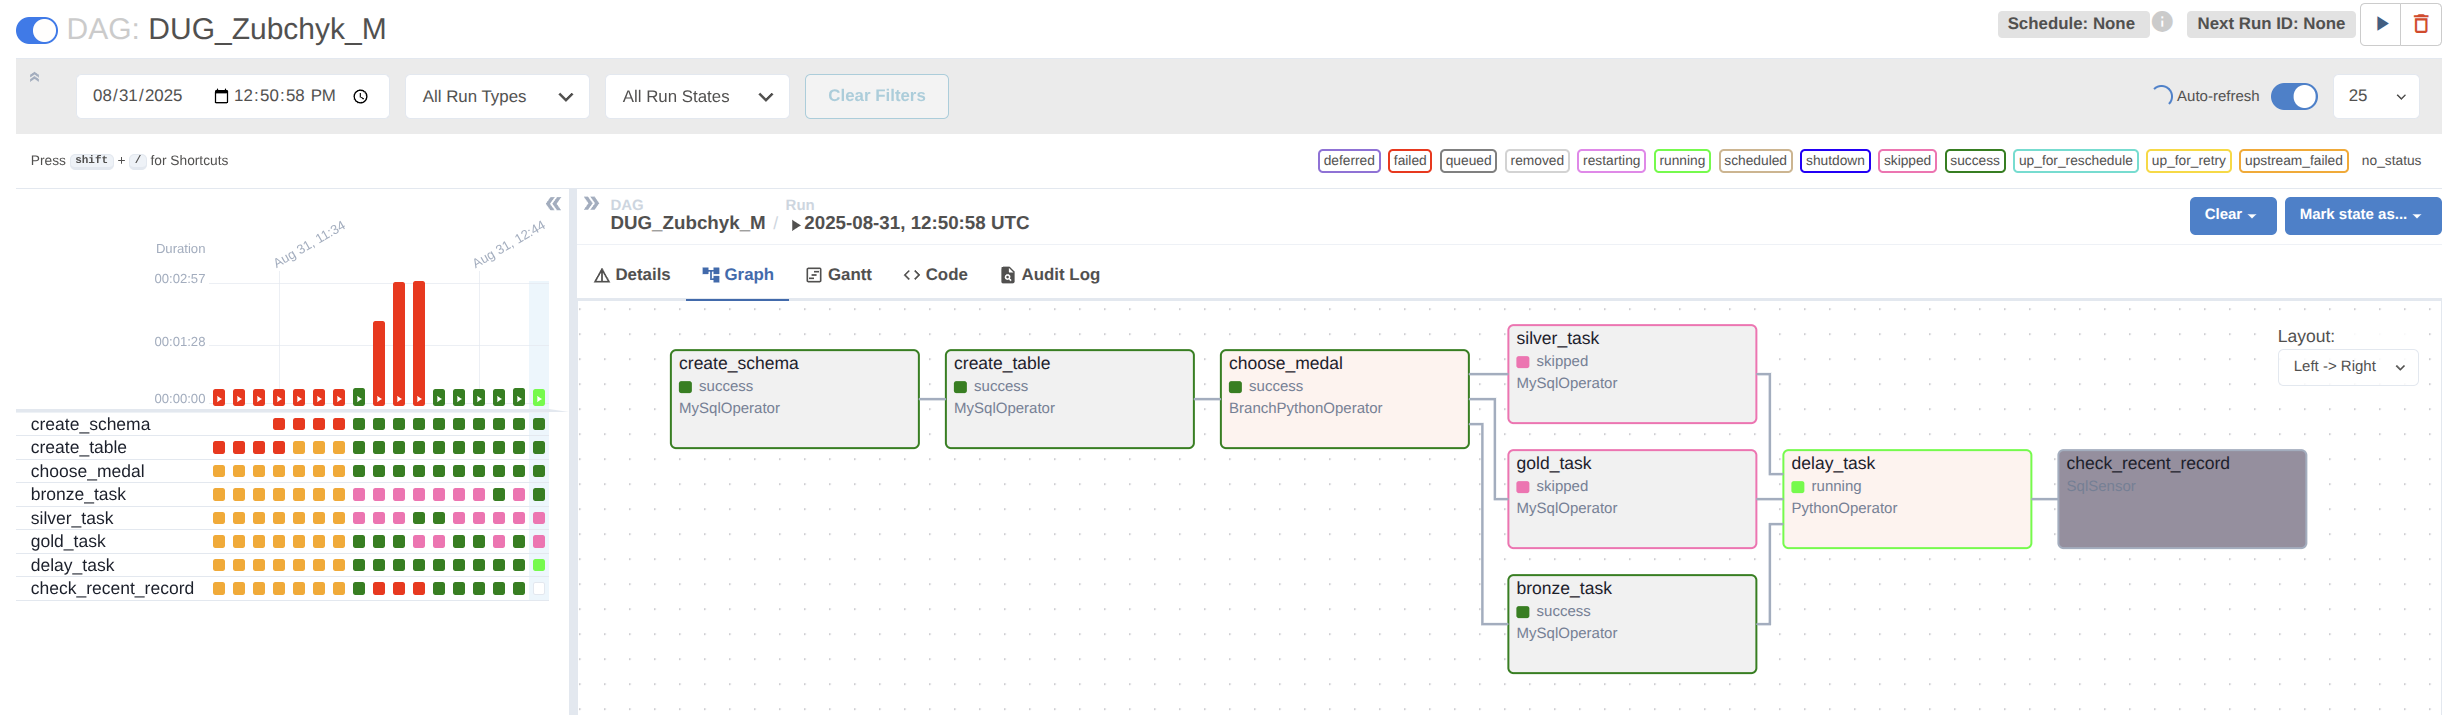 DAG: DUG_Zubchyk_M
Schedule: None
Next Run ID: None
08/31/2025 12:50:58 PM
All Run Types
All Run States
Clear Filters
Auto-refresh
25
Press shift + / for Shortcuts
deferred failed queued removed restarting running scheduled shutdown skipped success up_for_reschedule up_for_retry upstream_failed no_status
Duration
Aug 31, 11:34
Aug 31, 12:44
00:02:57
00:01:28
00:00:00
create_schema
create_table
choose_medal
bronze_task
silver_task
gold_task
delay_task
check_recent_record
DAG
DUG_Zubchyk_M /
Run
2025-08-31, 12:50:58 UTC
Clear
Mark state as...
Details
Graph
Gantt
Code
Audit Log
create_schema
success
MySqlOperator
create_table
success
MySqlOperator
choose_medal
success
BranchPythonOperator
silver_task
skipped
MySqlOperator
gold_task
skipped
MySqlOperator
bronze_task
success
MySqlOperator
delay_task
running
PythonOperator
check_recent_record
SqlSensor
Layout:
Left -> Right